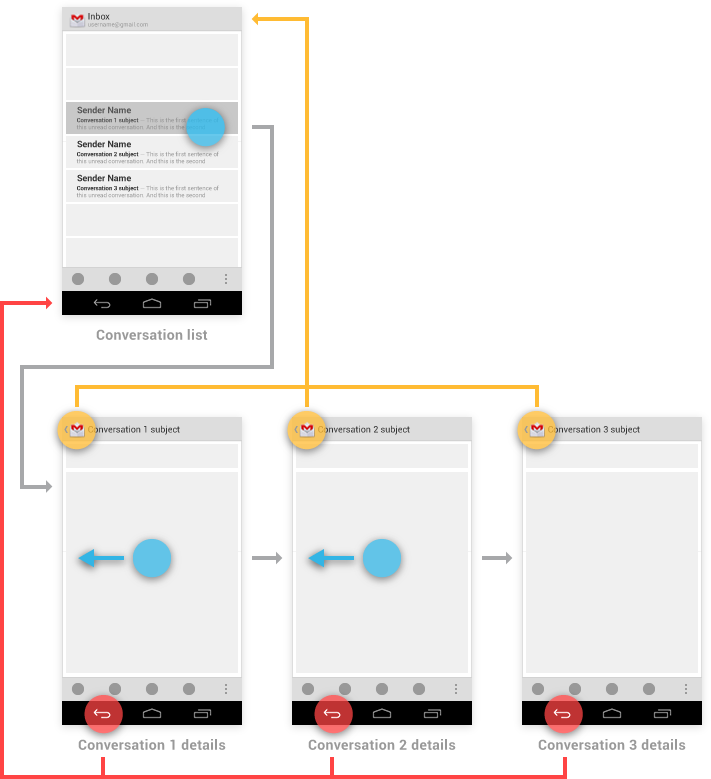 Inbox
username@gmail.com
Sender Name
Conversation 1 subject – This is the first sentence of
this unread conversation. And this is the second
Sender Name
Conversation 2 subject – This is the first sentence of
this unread conversation. And this is the second
Sender Name
Conversation 3 subject – This is the first sentence of
this unread conversation. And this is the second
Conversation list
Conversation 1 subject
Conversation 2 subject
Conversation 3 subject
Conversation 1 details
Conversation 2 details
Conversation 3 details